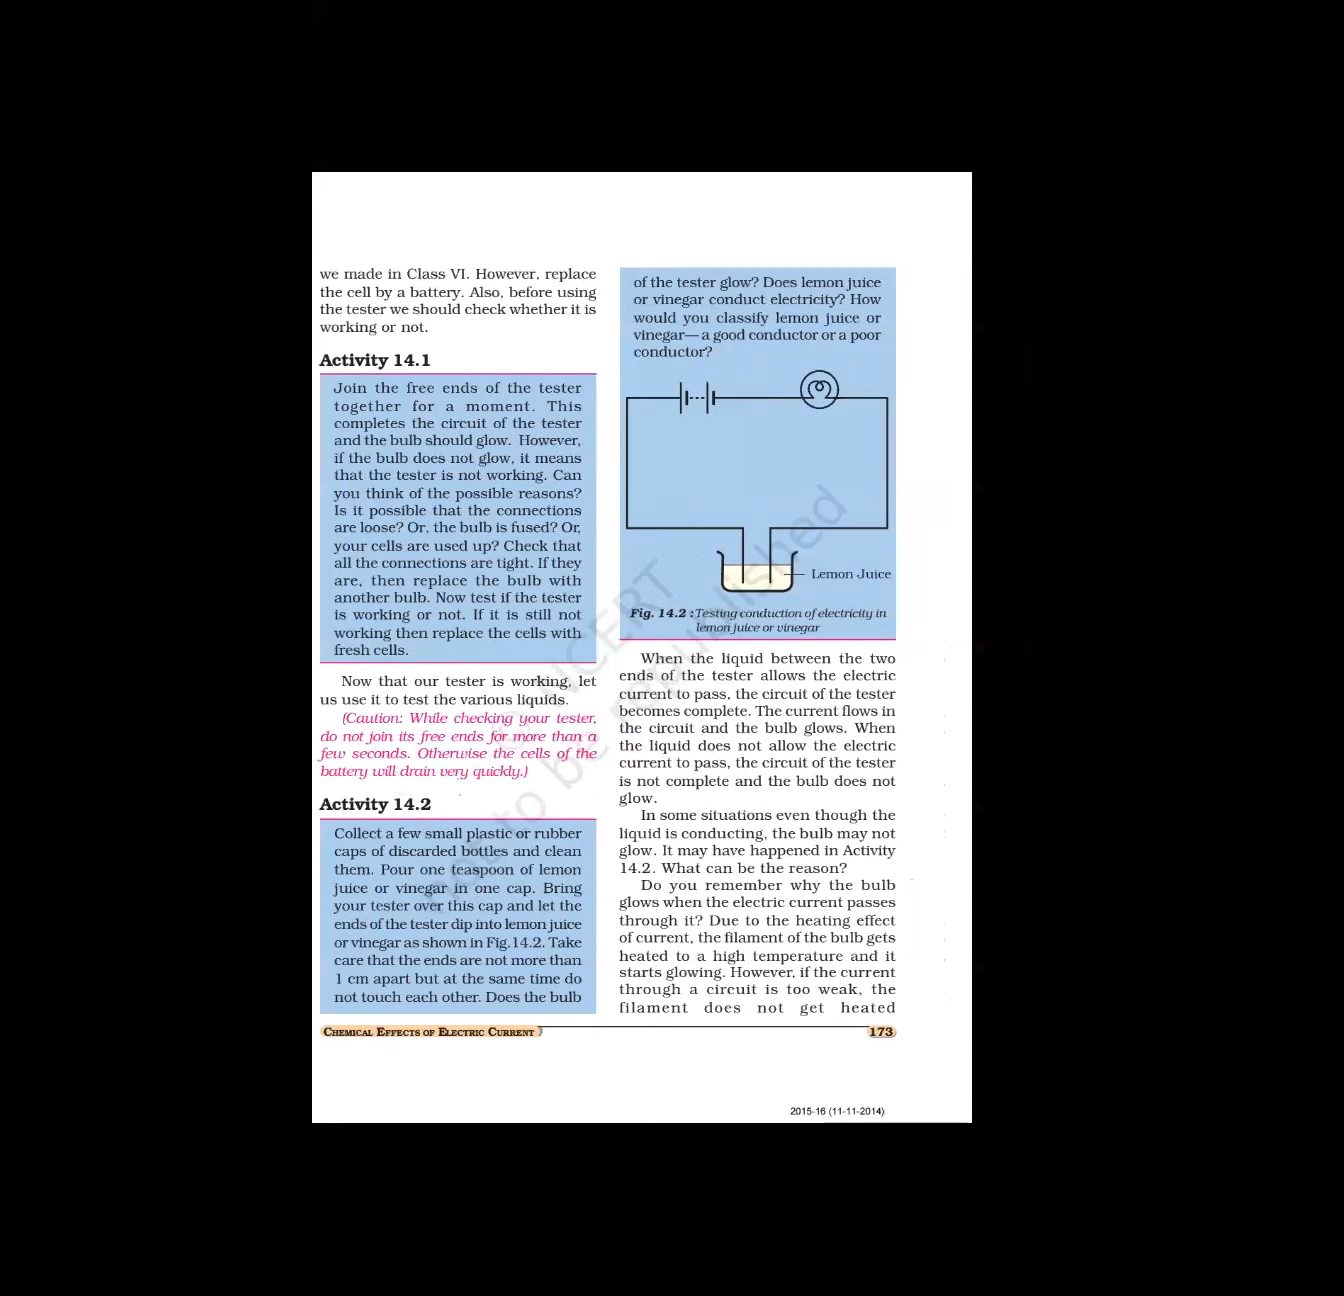 we made in Class VI. However, replace
the cell by a battery. Also, before using
the tester we should check whether it is
working or not.
Activity 14.1
Join the free ends of the tester
together for a moment. This
completes the circuit of the tester
and the bulb should glow. However,
if the bulb does not glow, it means
that the tester is not working. Can
you think of the possible reasons?
Is it possible that the connections
are loose? Or, the bulb is fused? Or,
your cells are used up? Check that
all the connections are tight. If they
are, then replace the bulb with
another bulb. Now test if the tester
is working or not. If it is still not
working then replace the cells with
fresh cells.
Now that our tester is working, let
us use it to test the various liquids.
(Caution: While checking your tester,
do not join its free ends for more than a
few seconds. Otherwise the cells of the
battery will drain very quickly.)
Activity 14.2
Collect a few small plastic or rubber
caps of discarded bottles and clean
them. Pour one teaspoon of lemon
juice or vinegar in one cap. Bring
your tester over this cap and let the
ends of the tester dip into lemon juice
or vinegar as shown in Fig.14.2. Take
care that the ends are not more than
1 cm apart but at the same time do
not touch each other. Does the bulb
of the tester glow? Does lemon juice
or vinegar conduct electricity? How
would you classify lemon juice or
vinegar— a good conductor or a poor
conductor?
Lemon Juice
Fig. 14.2 : Testing conduction of electricity in
lemon juice or vinegar
When the liquid between the two
ends of the tester allows the electric
current to pass, the circuit of the tester
becomes complete. The current flows in
the circuit and the bulb glows. When
the liquid does not allow the electric
current to pass, the circuit of the tester
is not complete and the bulb does not
glow.
In some situations even though the
liquid is conducting, the bulb may not
glow. It may have happened in Activity
14.2. What can be the reason?
Do you remember why the bulb
glows when the electric current passes
through it? Due to the heating effect
of current, the filament of the bulb gets
heated to a high temperature and it
starts glowing. However, if the current
through a circuit is too weak, the
filament does not get heated
© NCERT
not to be republished
CHEMICAL EFFECTS OF ELECTRIC CURRENT
173
2015-16 (11-11-2014)